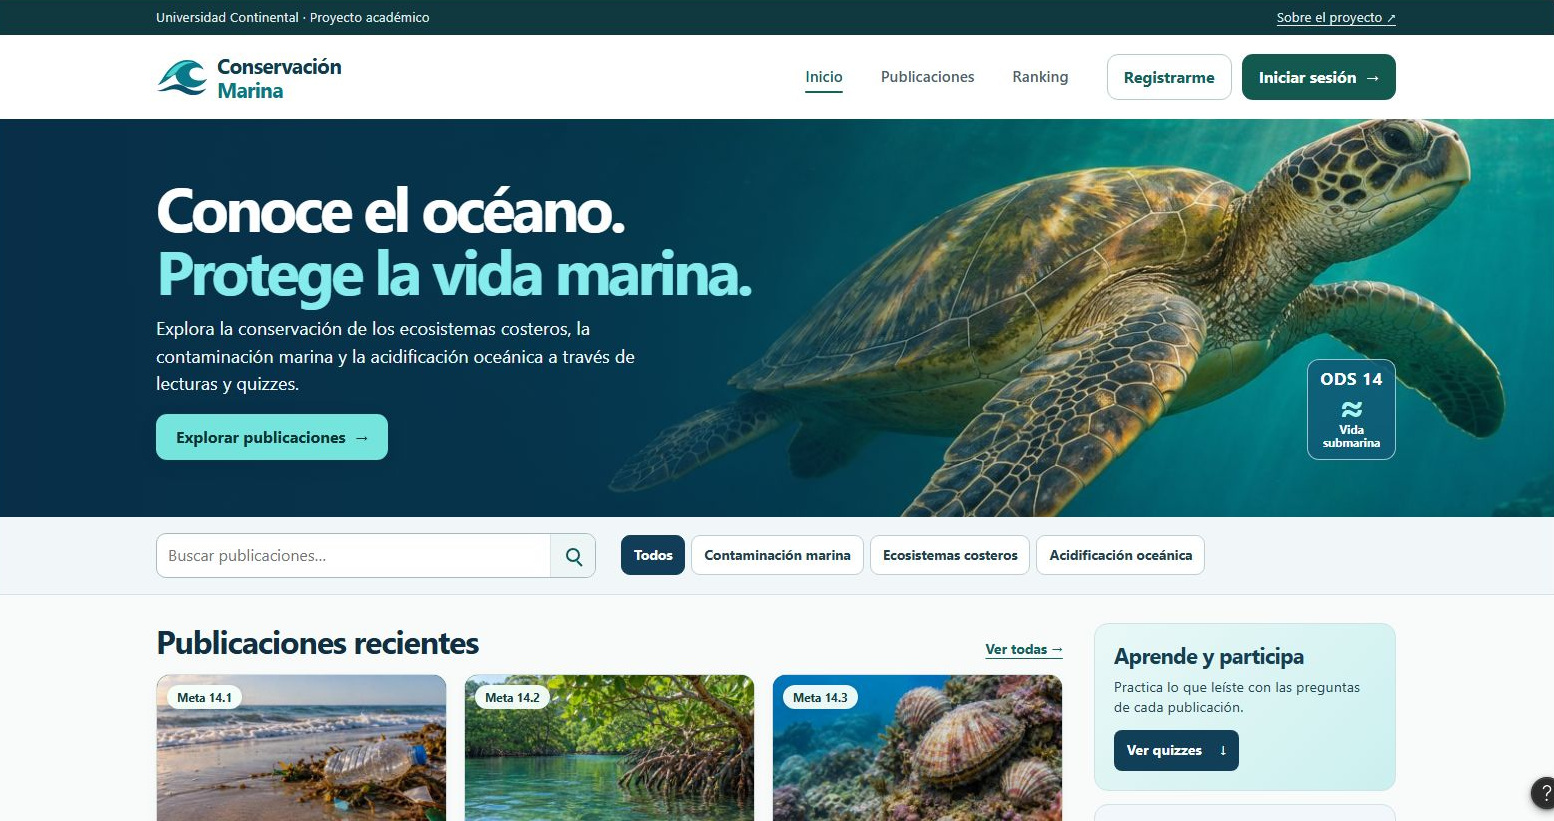 Universidad Continental · Proyecto académico
Sobre el proyecto ↗
Conservación
Marina
Inicio
Publicaciones
Ranking
Registrarme
Iniciar sesión →
Conoce el océano.
Protege la vida marina.
Explora la conservación de los ecosistemas costeros, la
contaminación marina y la acidificación oceánica a través de
lecturas y quizzes.
Explorar publicaciones →
ODS 14
Vida
submarina
Buscar publicaciones...
Todos
Contaminación marina
Ecosistemas costeros
Acidificación oceánica
Publicaciones recientes
Ver todas →
Meta 14.1
Meta 14.2
Meta 14.3
Aprende y participa
Practica lo que leíste con las preguntas
de cada publicación.
Ver quizzes ↓
?